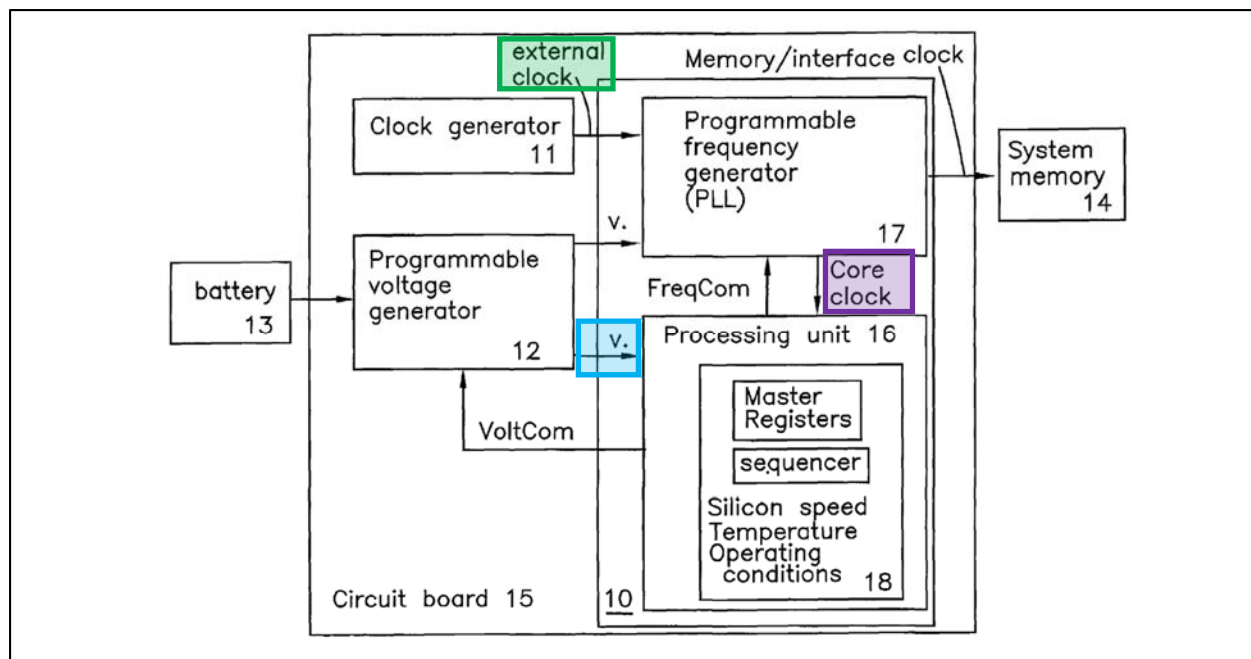 external
clock
Memory/interface clock
Clock generator
11
Programmable
frequency
generator
(PLL)
17
System
memory
14
v.
battery
13
Programmable
voltage
generator
12
FreqCom
Core
clock
v.
Processing unit 16
VoltCom
Master
Registers
sequencer
Silicon speed
Temperature
Operating
conditions
18
Circuit board 15
10